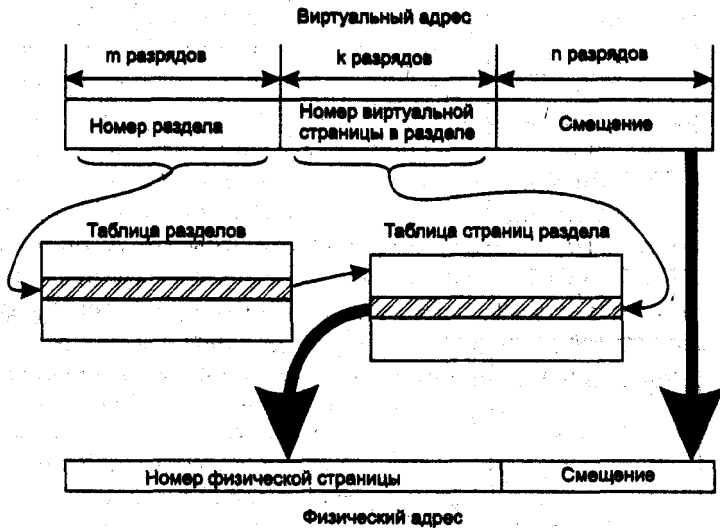 Виртуальный адрес
m разрядов
k разрядов
n разрядов
Номер раздела
Номер виртуальной
страницы в разделе
Смещение
Таблица разделов
Таблица страниц раздела
Номер физической страницы
Смещение
Физический адрес